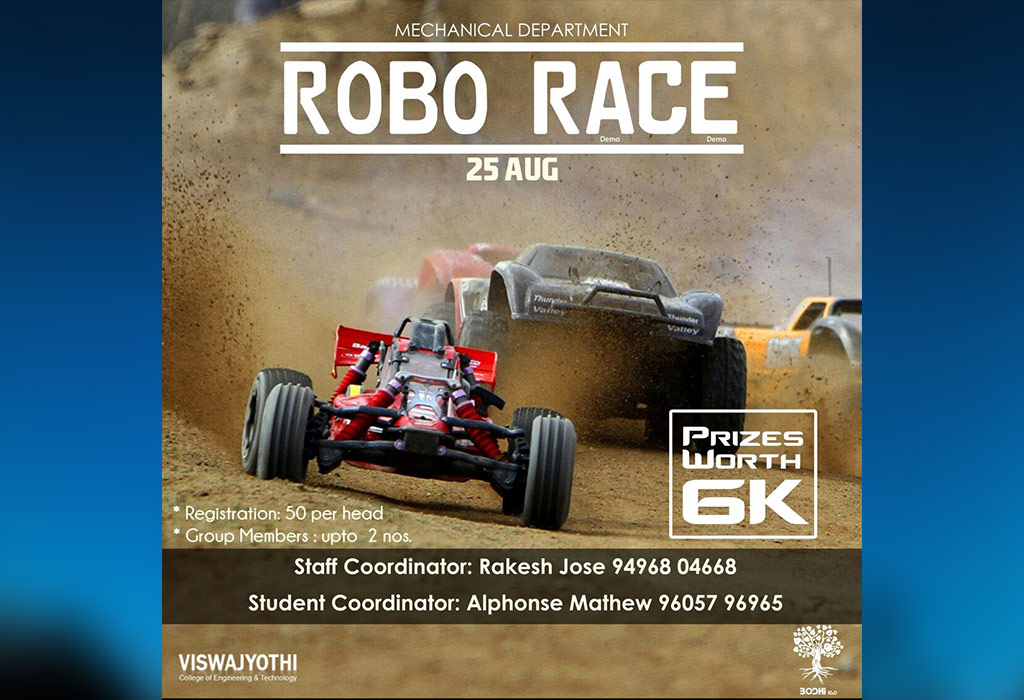 MECHANICAL DEPARTMENT
ROBO RACE
Demo Demo
25 AUG
Thunder
Valley
Thunder
Valley
PRIZES
WORTH
6K
* Registration: 50 per head
* Group Members : upto 2 nos.
Staff Coordinator: Rakesh Jose 94968 04668
Student Coordinator: Alphonse Mathew 96057 96965
VISWAJYOTHI
College of Engineering & Technology
BODHI 10.0